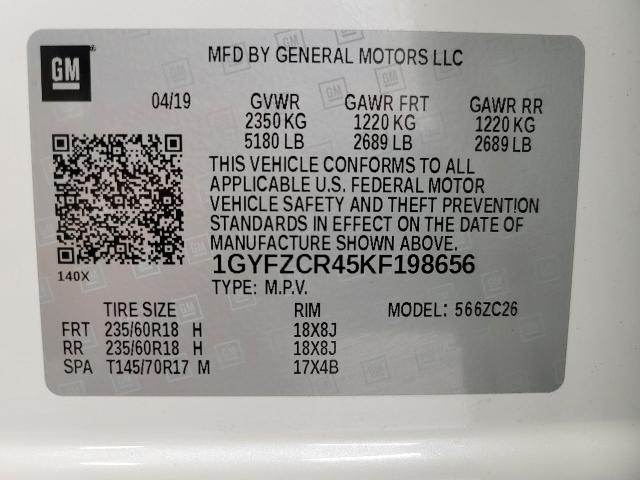 GM ®
MFD BY GENERAL MOTORS LLC
04/19 GVWR GAWR FRT GAWR RR
2350 KG 1220 KG 1220 KG
5180 LB 2689 LB 2689 LB
THIS VEHICLE CONFORMS TO ALL
APPLICABLE U.S. FEDERAL MOTOR
VEHICLE SAFETY AND THEFT PREVENTION
STANDARDS IN EFFECT ON THE DATE
OF MANUFACTURE SHOWN ABOVE.
140X
1GYFZCR45KF198656
TYPE: M.P.V. MODEL: 566ZC26
TIRE SIZE RIM
FRT 235/60R18 H 18X8J
RR 235/60R18 H 18X8J
SPA T145/70R17 M 17X4B